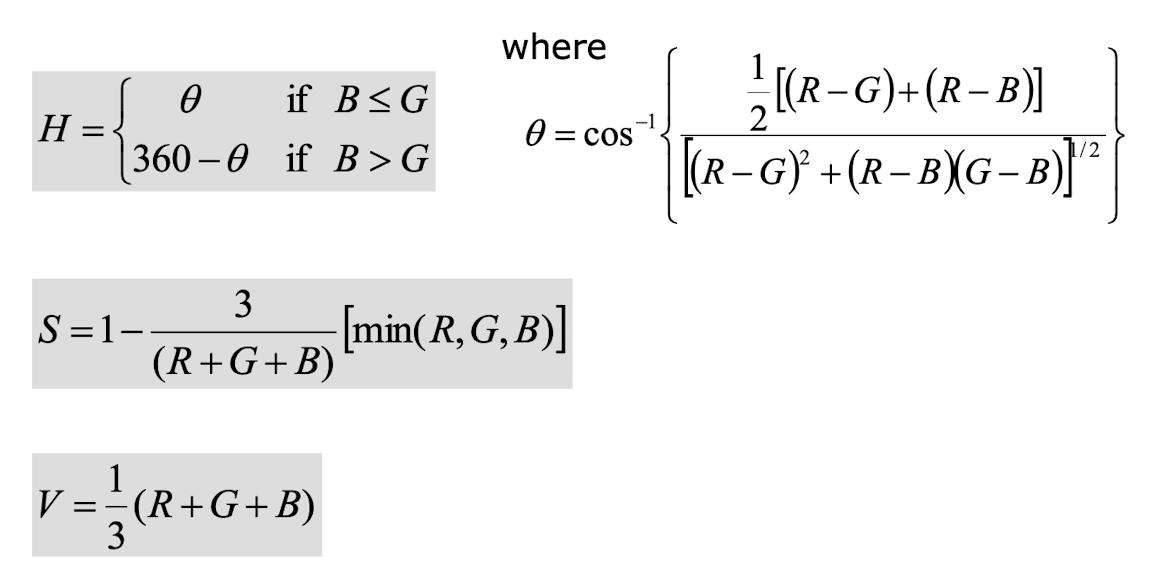 where
H = { θ if B ≤ G
360 − θ if B > G
θ = cos⁻¹ { ½[(R − G) + (R − B)] / [(R − G)² + (R − B)(G − B)]^1/2 }
S = 1 − 3/(R + G + B) [min(R, G, B)]
V = 1/3 (R + G + B)